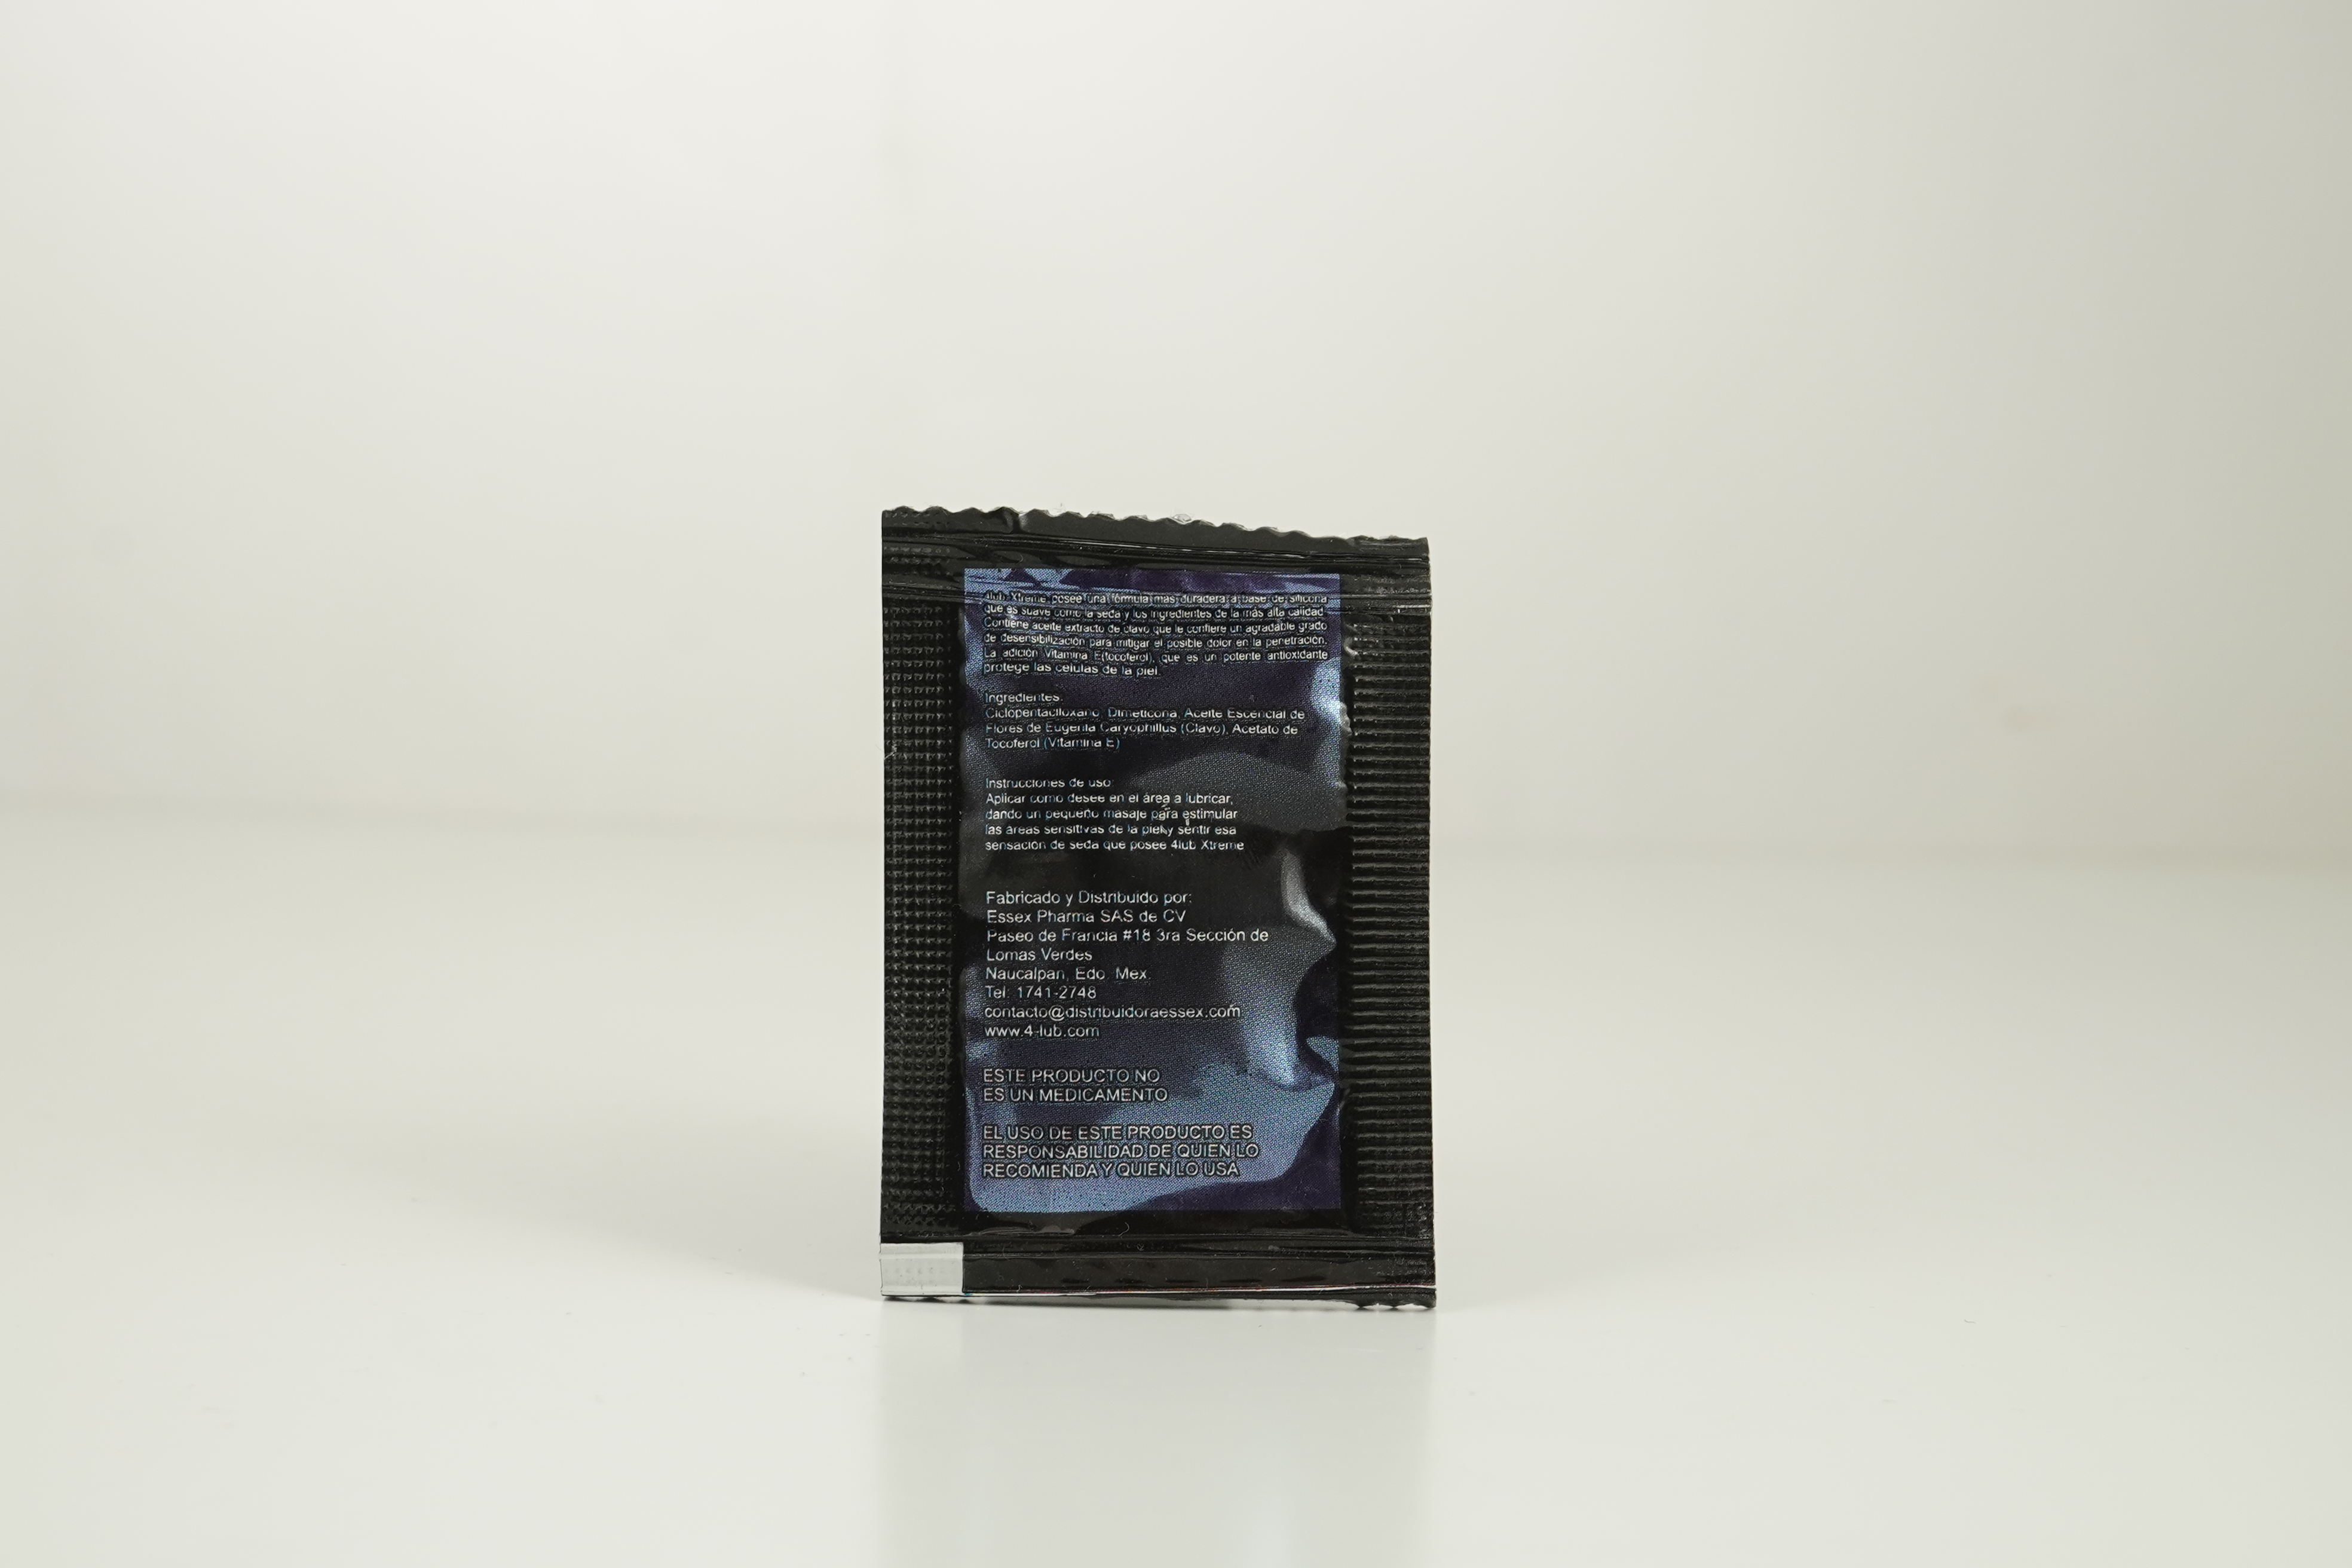 4lub Xtreme posee una fórmula más duradera a base de silicona
que es suave como la seda y los ingredientes de la más alta calidad.
Contiene aceite extracto de clavo que le confiere un agradable grado
de desensibilización para mitigar el posible dolor en la penetración.
La adición Vitamina E(tocoferol), que es un potente antioxidante
protege las células de la piel.
Ingredientes:
Ciclopentaciloxano, Dimeticona, Aceite Escencial de
Flores de Eugenia Caryophillus (Clavo), Acetato de
Tocoferol (Vitamina E)
Instrucciones de uso:
Aplicar como desee en el área a lubricar,
dando un pequeño masaje para estimular
las áreas sensitivas de la piel y sentir esa
sensación de seda que posee 4lub Xtreme
Fabricado y Distribuido por:
Essex Pharma SAS de CV
Paseo de Francia #18 3ra Sección de
Lomas Verdes
Naucalpan, Edo. Mex.
Tel: 1741-2748
contacto@distribuidoraessex.com
www.4-lub.com
ESTE PRODUCTO NO
ES UN MEDICAMENTO
EL USO DE ESTE PRODUCTO ES
RESPONSABILIDAD DE QUIEN LO
RECOMIENDA Y QUIEN LO USA